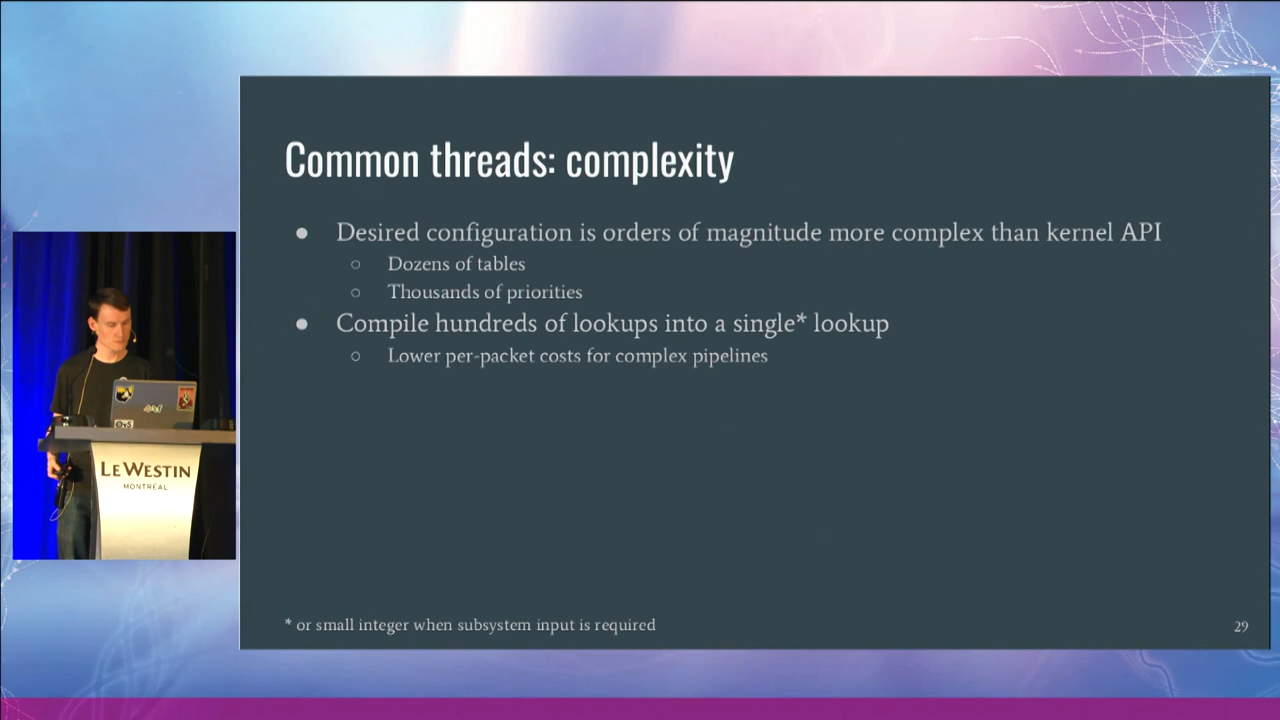 Common threads: complexity
● Desired configuration is orders of magnitude more complex than kernel API
○ Dozens of tables
○ Thousands of priorities
● Compile hundreds of lookups into a single* lookup
○ Lower per-packet costs for complex pipelines
* or small integer when subsystem input is required
29
LE WESTIN
MONTRÉAL